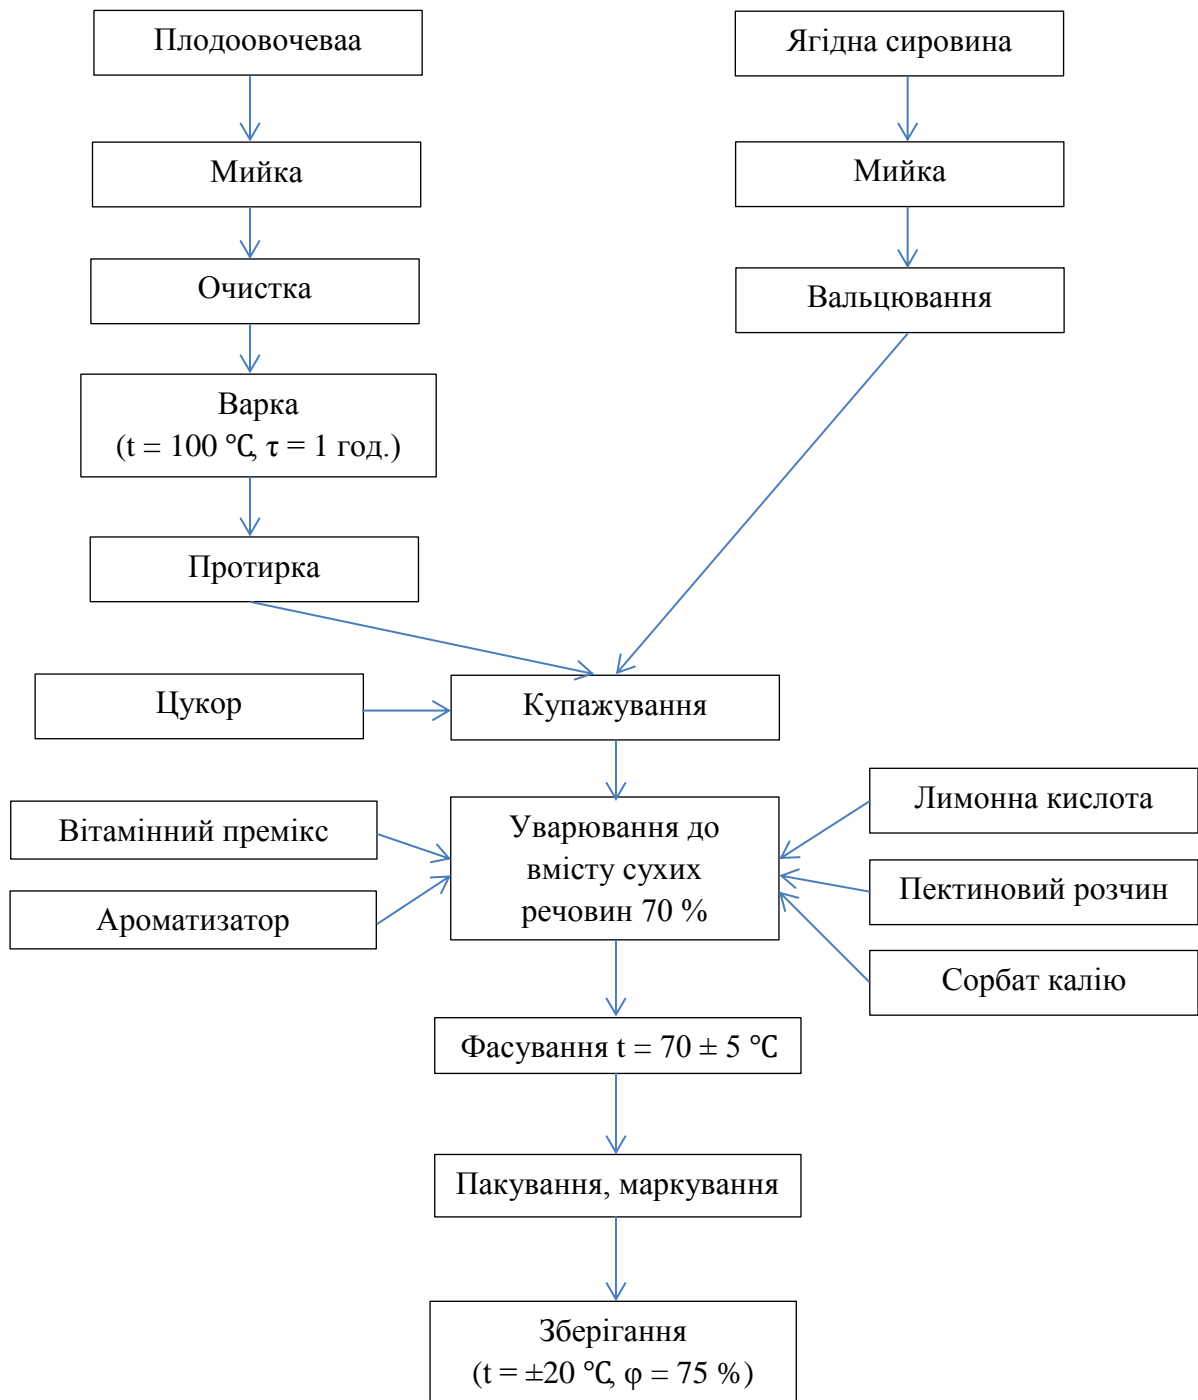 Плодоовочеваа
Ягідна сировина
Мийка
Мийка
Очистка
Вальцювання
Варка
(t = 100 ℃, τ = 1 год.)
Протирка
Цукор
Купажування
Вітамінний премікс
Ароматизатор
Уварювання до
вмісту сухих
речовин 70 %
Лимонна кислота
Пектиновий розчин
Сорбат калію
Фасування t = 70 ± 5 ℃
Пакування, маркування
Зберігання
(t = ±20 ℃, φ = 75 %)